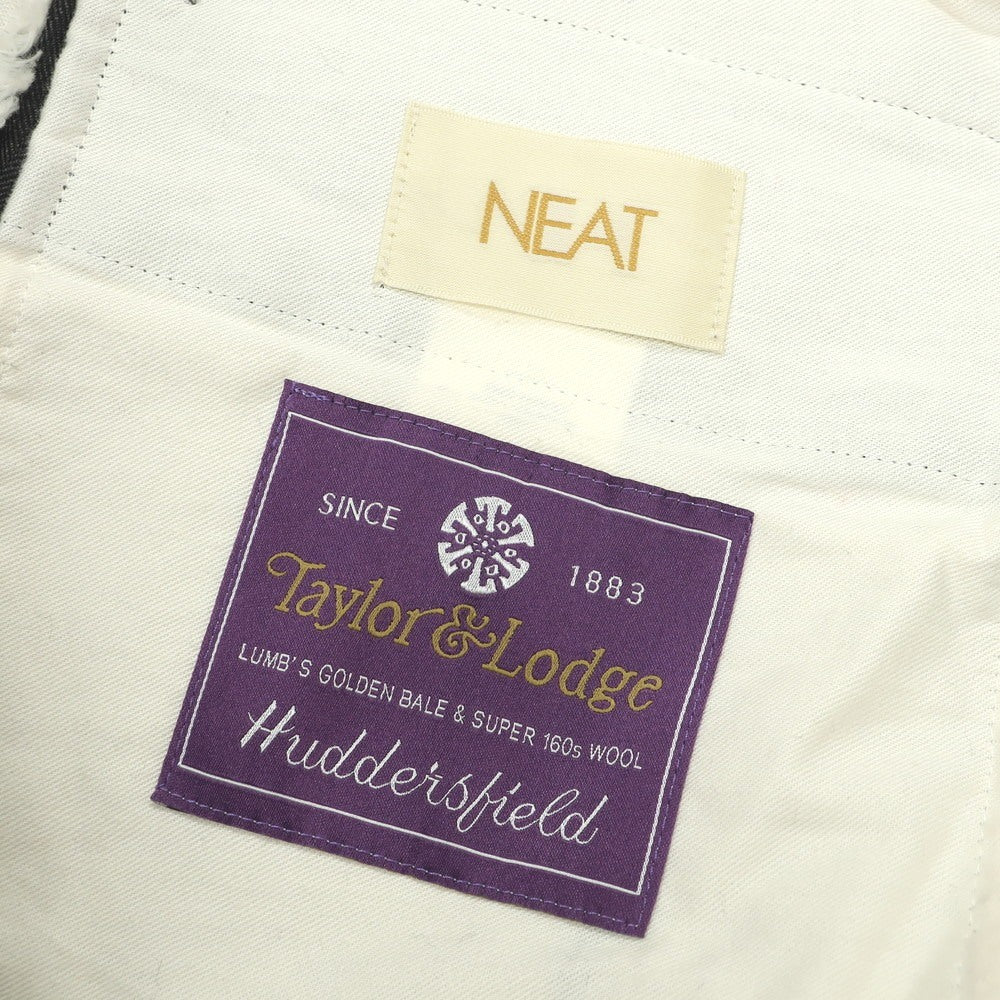 NEAT
SINCE 1883
Taylor & Lodge
LUMB'S GOLDEN BALE & SUPER 160s WOOL
Huddersfield